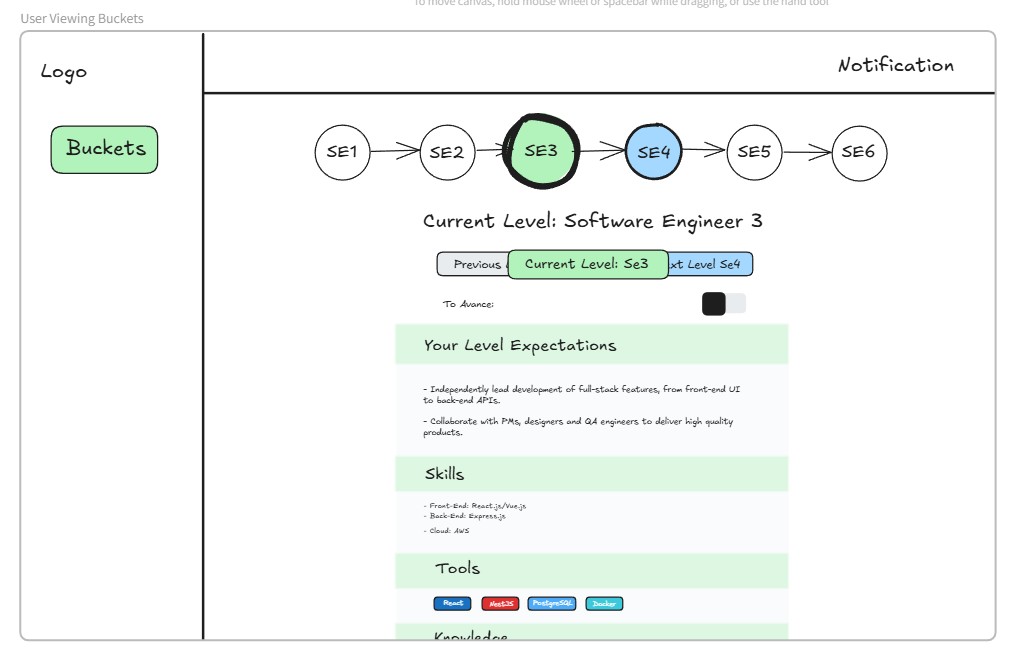 To move canvas, hold mouse wheel or spacebar while dragging, or use the hand tool
User Viewing Buckets
Logo
Notification
Buckets
SE1 SE2 SE3 SE4 SE5 SE6
Current Level: Software Engineer 3
Previous Current Level: Se3 xt Level Se4
To Avance:
Your Level Expectations
- Independently lead development of full-stack features, from front-end UI
to back-end APIs.
- Collaborate with PMs, designers and QA engineers to deliver high quality
products.
Skills
- Front-End: React.js/Vue.js
- Back-End: Express.js
- Cloud: AWS
Tools
React NestJS PostgreSQL Docker
Knowledge